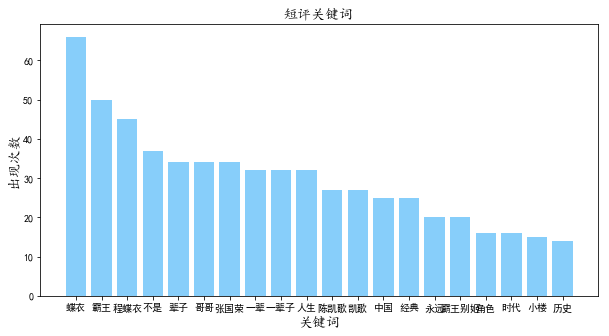 短评关键词
出现次数
60
50
40
30
20
10
0
蝶衣 霸王 程蝶衣 不是 辈子 哥哥 张国荣 一辈 一辈子 人生 陈凯歌 凯歌 中国 经典 永远 霸王别姬 角色 时代 小楼 历史
关键词